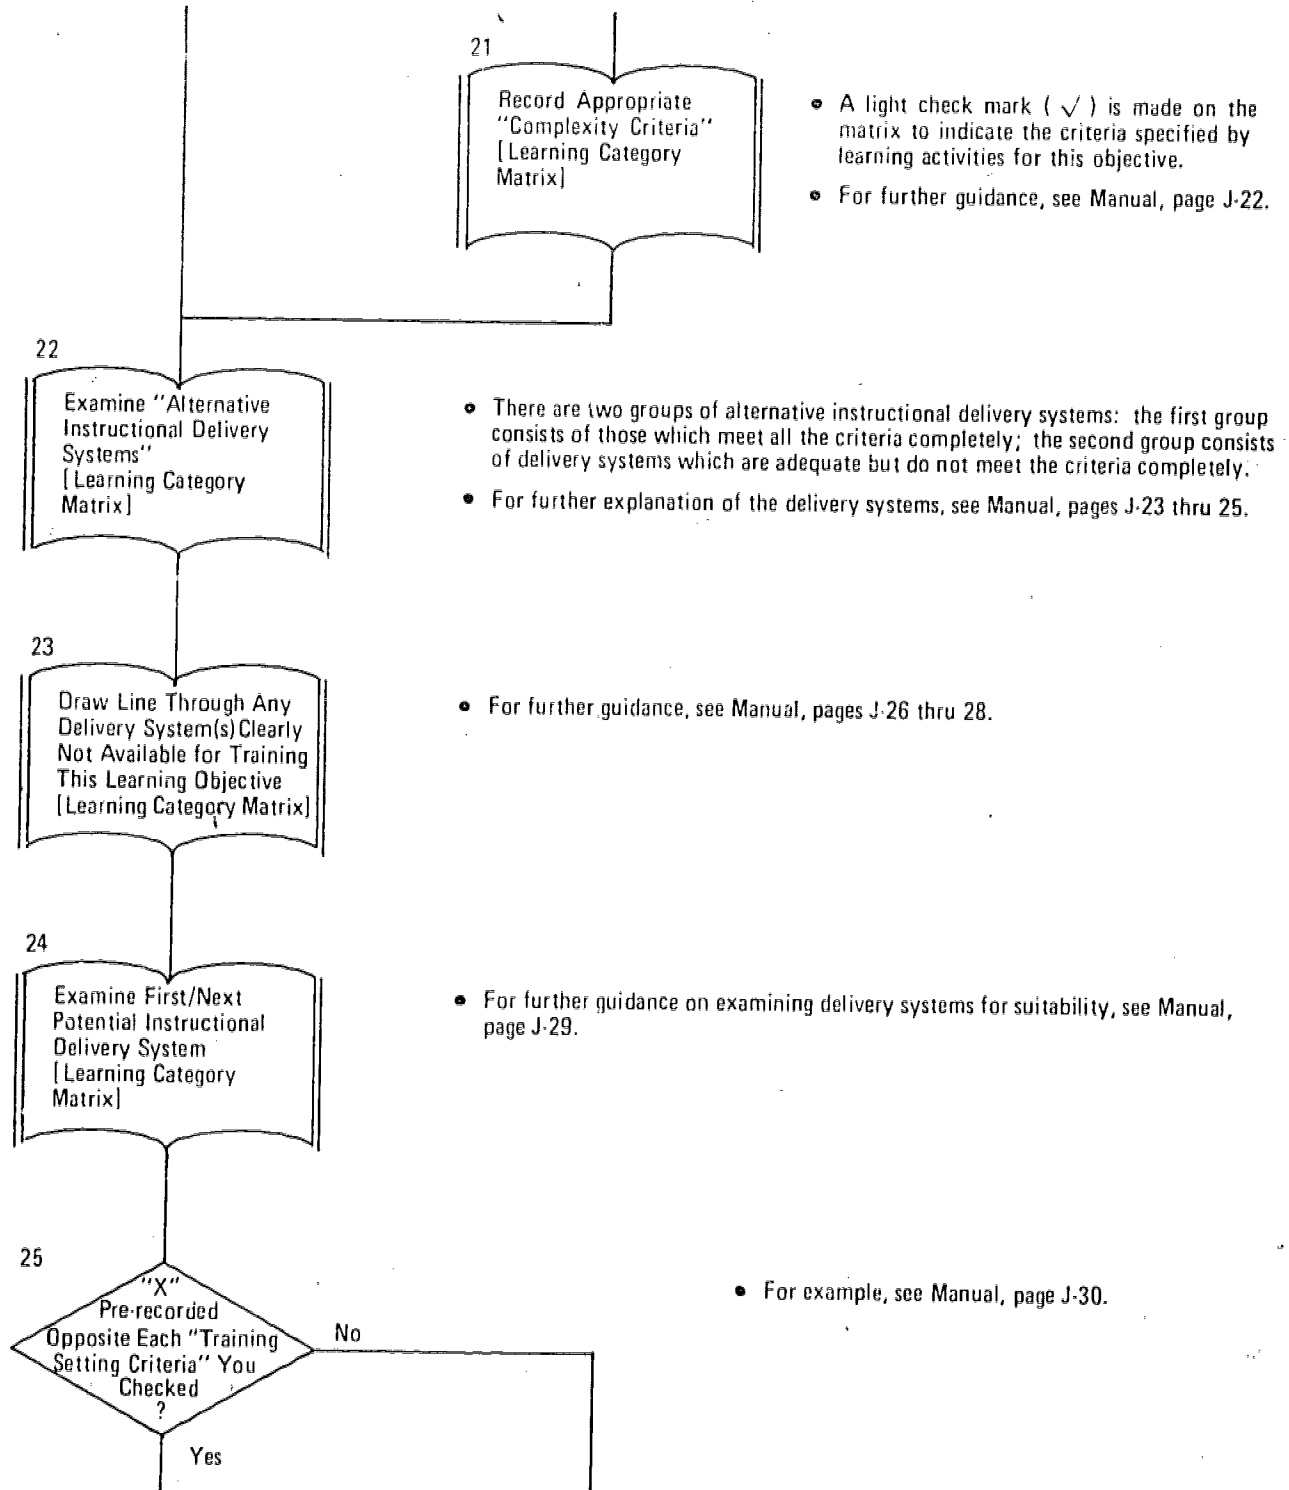 21
Record Appropriate
"Complexity Criteria"
[Learning Category
Matrix]
• A light check mark ( √ ) is made on the
matrix to indicate the criteria specified by
learning activities for this objective.
• For further guidance, see Manual, page J-22.
22
Examine "Alternative
Instructional Delivery
Systems"
[Learning Category
Matrix]
• There are two groups of alternative instructional delivery systems: the first group
consists of those which meet all the criteria completely; the second group consists
of delivery systems which are adequate but do not meet the criteria completely.
• For further explanation of the delivery systems, see Manual, pages J-23 thru 25.
23
Draw Line Through Any
Delivery System(s) Clearly
Not Available for Training
This Learning Objective
[Learning Category Matrix]
• For further guidance, see Manual, pages J-26 thru 28.
24
Examine First/Next
Potential Instructional
Delivery System
[Learning Category
Matrix]
• For further guidance on examining delivery systems for suitability, see Manual,
page J-29.
25
"X"
Pre-recorded
Opposite Each "Training
Setting Criteria" You
Checked
?
No
Yes
• For example, see Manual, page J-30.